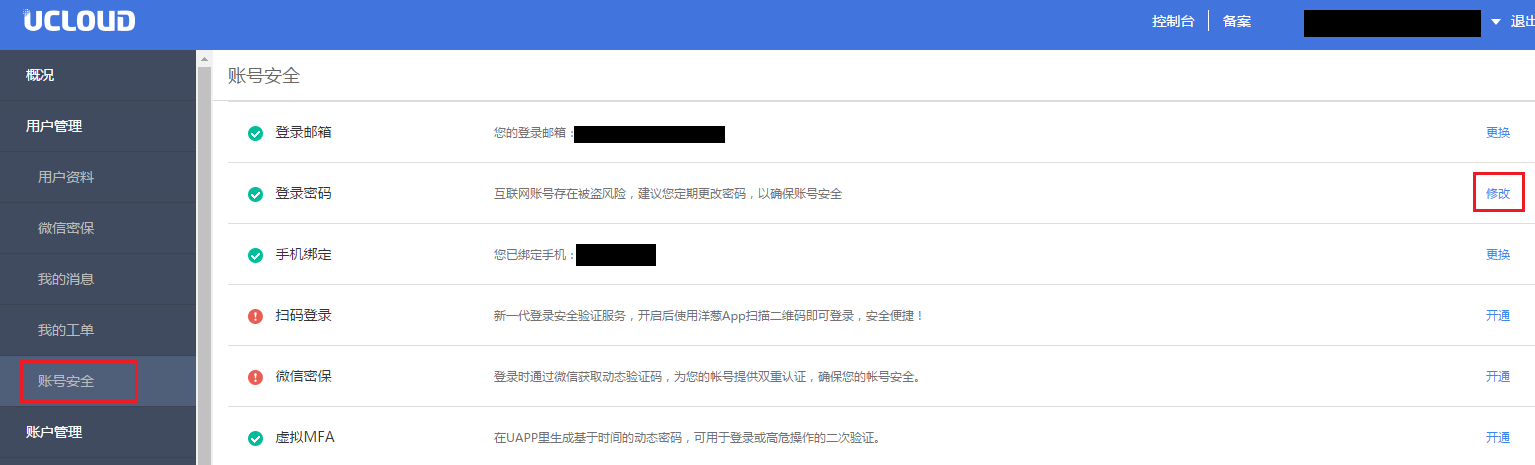 UCLOUD
控制台
备案
退出
概况
用户管理
用户资料
微信密保
我的消息
我的工单
账号安全
账户管理
账号安全
登录邮箱 您的登录邮箱： 更换
登录密码 互联网账号存在被盗风险，建议您定期更改密码，以确保账号安全 修改
手机绑定 您已绑定手机： 更换
扫码登录 新一代登录安全验证服务，开启后使用洋葱App扫描二维码即可登录，安全便捷！ 开通
微信密保 登录时通过微信获取动态验证码，为您的帐号提供双重认证，确保您的帐号安全。 开通
虚拟MFA 在UAPP里生成基于时间的动态密码，可用于登录或高危操作的二次验证。 开通